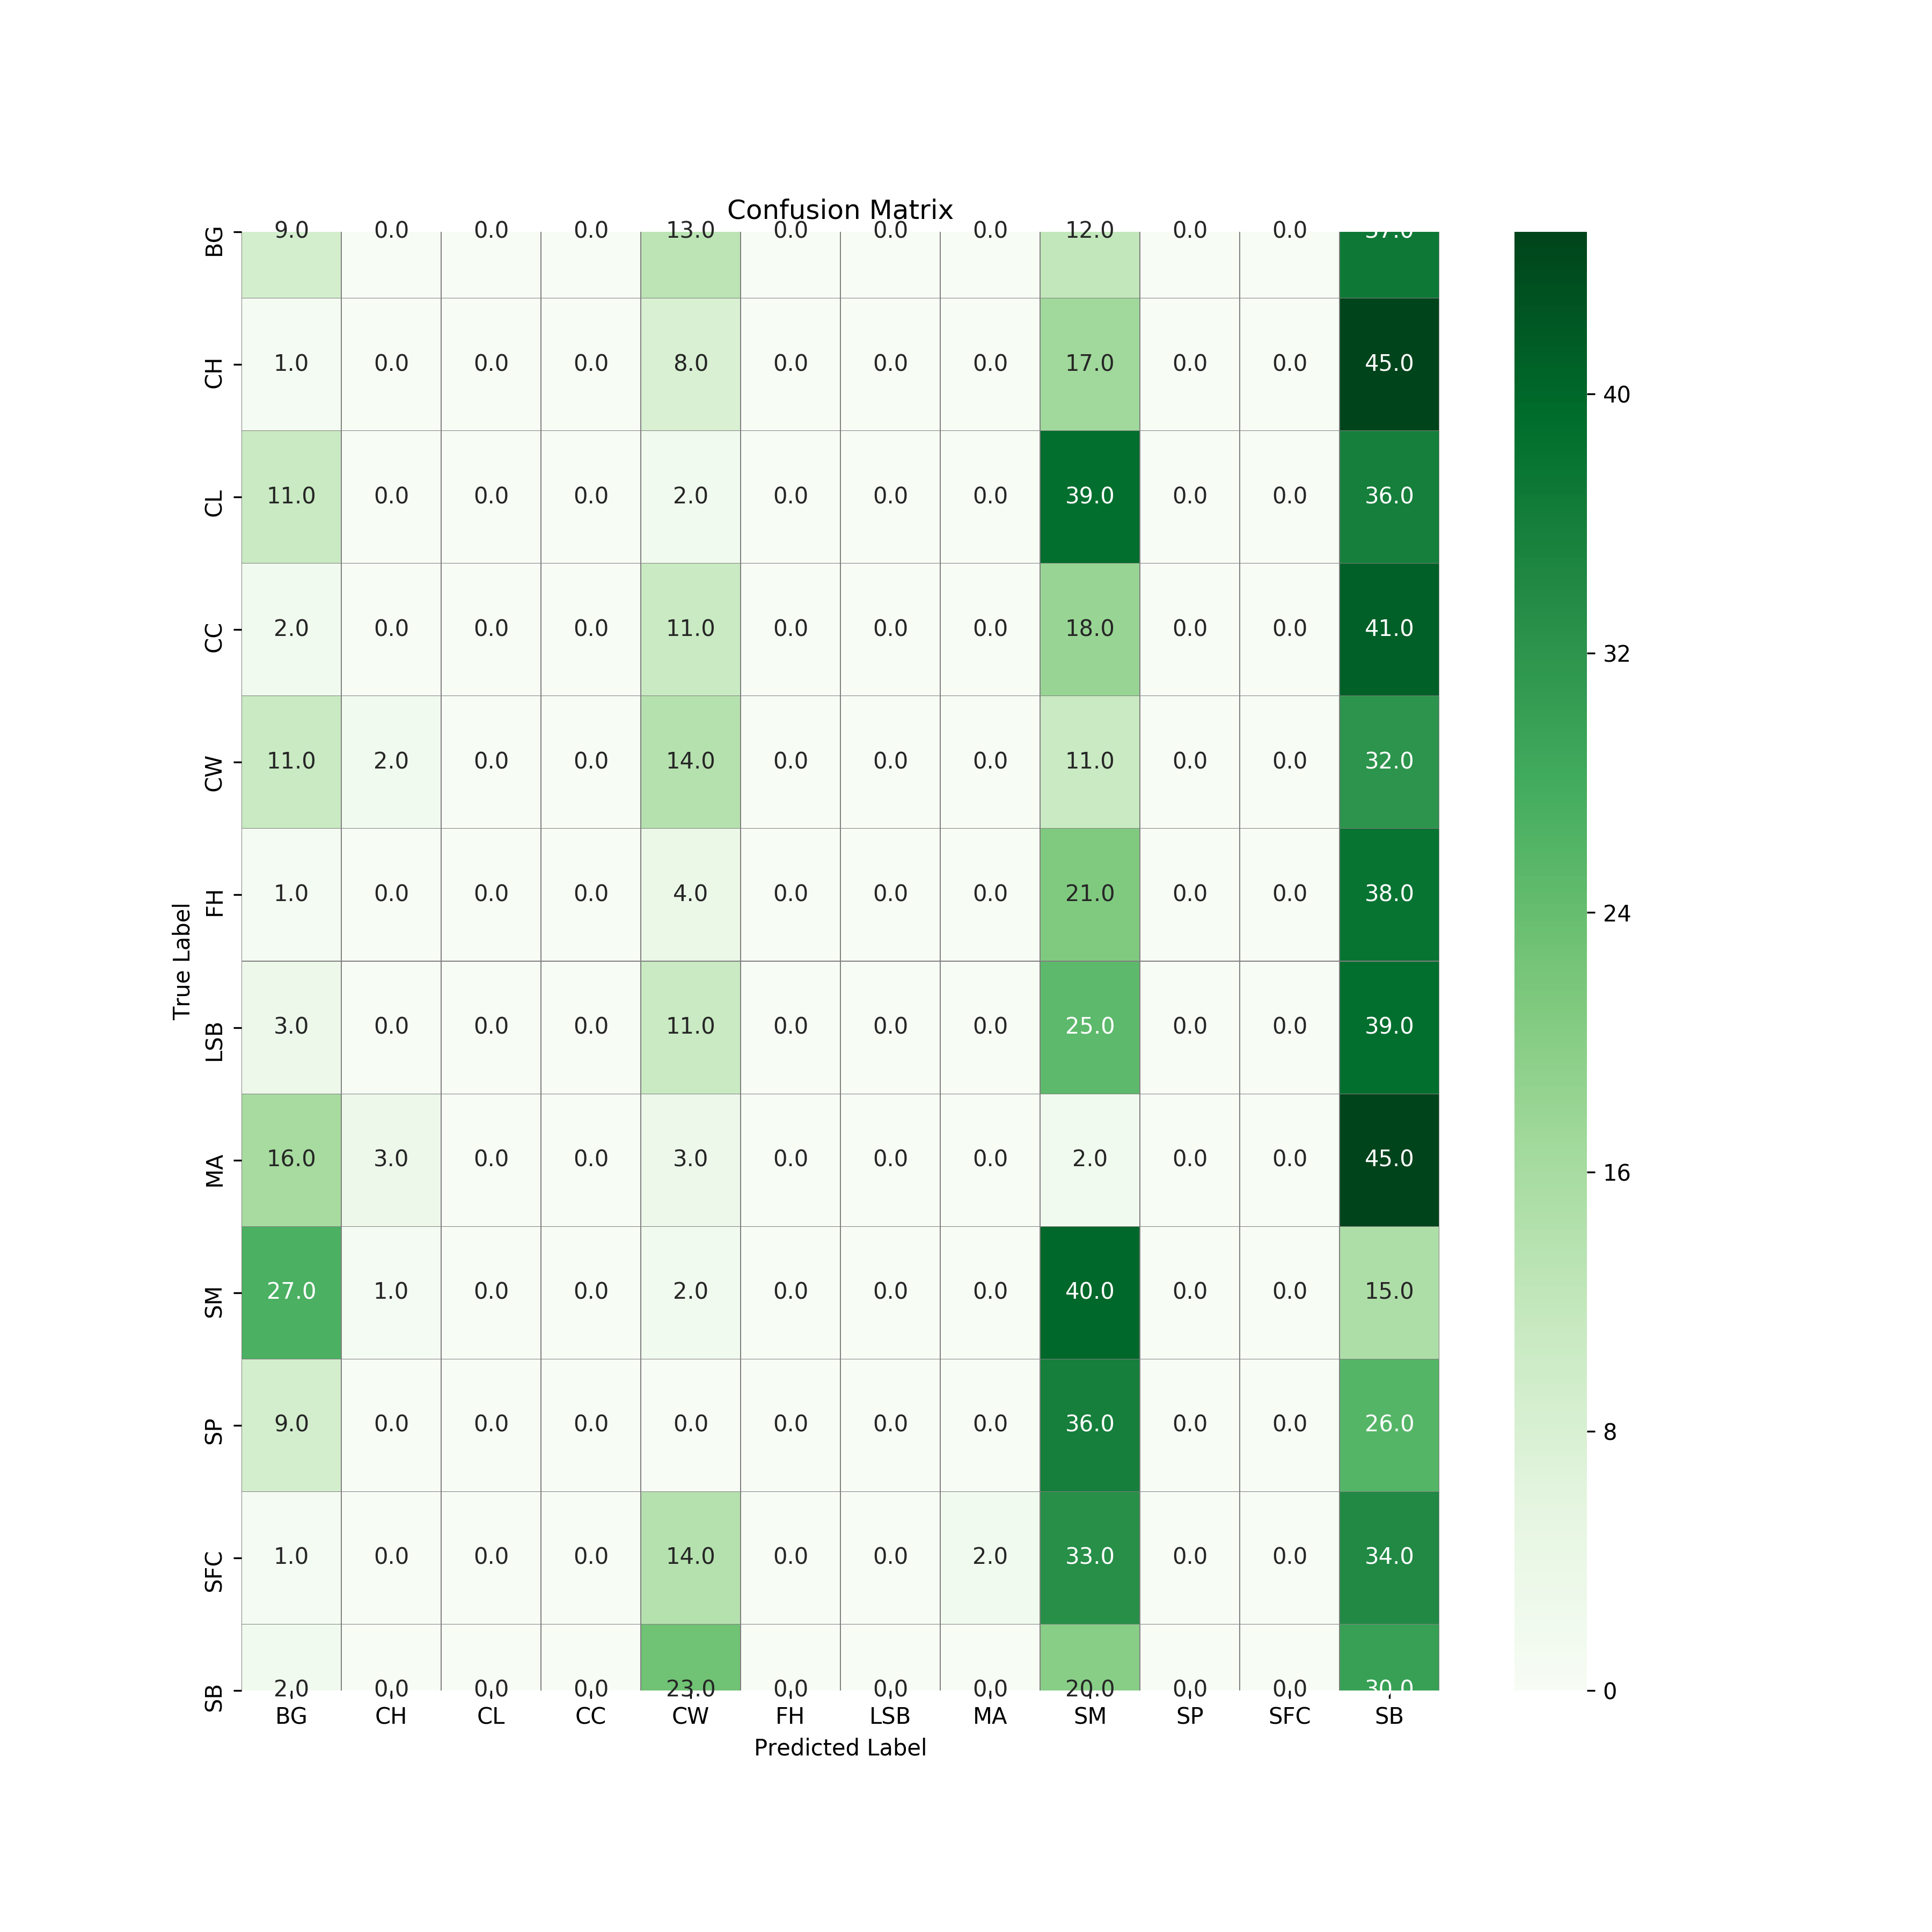 Confusion Matrix
BG 9.0 0.0 0.0 0.0 13.0 0.0 0.0 0.0 12.0 0.0 0.0 37.0
CH 1.0 0.0 0.0 0.0 8.0 0.0 0.0 0.0 17.0 0.0 0.0 45.0
CL 11.0 0.0 0.0 0.0 2.0 0.0 0.0 0.0 39.0 0.0 0.0 36.0
CC 2.0 0.0 0.0 0.0 11.0 0.0 0.0 0.0 18.0 0.0 0.0 41.0
CW 11.0 2.0 0.0 0.0 14.0 0.0 0.0 0.0 11.0 0.0 0.0 32.0
FH 1.0 0.0 0.0 0.0 4.0 0.0 0.0 0.0 21.0 0.0 0.0 38.0
LSB 3.0 0.0 0.0 0.0 11.0 0.0 0.0 0.0 25.0 0.0 0.0 39.0
MA 16.0 3.0 0.0 0.0 3.0 0.0 0.0 0.0 2.0 0.0 0.0 45.0
SM 27.0 1.0 0.0 0.0 2.0 0.0 0.0 0.0 40.0 0.0 0.0 15.0
SP 9.0 0.0 0.0 0.0 0.0 0.0 0.0 0.0 36.0 0.0 0.0 26.0
SFC 1.0 0.0 0.0 0.0 14.0 0.0 0.0 2.0 33.0 0.0 0.0 34.0
SB 2.0 0.0 0.0 0.0 23.0 0.0 0.0 0.0 20.0 0.0 0.0 30.0
BG CH CL CC CW FH LSB MA SM SP SFC SB
Predicted Label
True Label
40
32
24
16
8
0